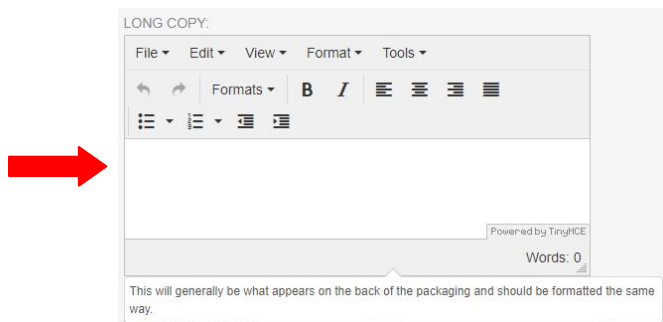 LONG COPY:
File Edit View Format Tools
Formats B I
Powered by TinyMCE
Words: 0
This will generally be what appears on the back of the packaging and should be formatted the same
way.